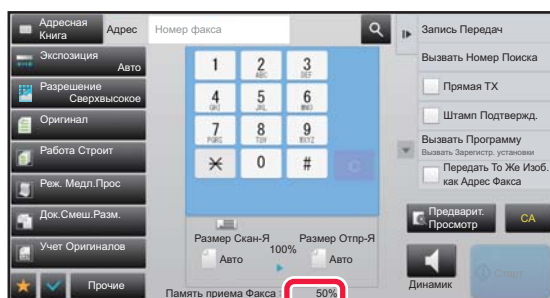 Адресная
Книга
Адрес
Номер факса
Экспозиция
Авто
Разрешение
Сверхвысокое
Оригинал
Работа Строит
Реж. Медл.Прос
Док.Смеш.Разм.
Учет Оригиналов
Прочие
1
2
ABC
3
DEF
4
GHI
5
JKL
6
MNO
7
PQRS
8
TUV
9
WXYZ
0
#
Размер Скан-Я
100%
Размер Отпр-Я
Авто
Авто
Память приема Факса :
50%
Запись Передач
Вызвать Номер Поиска
Прямая TX
Штамп Подтвержд.
Вызвать Программу
Вызвать Зарегистр. установки
Передать То Же Изоб.
как Адрес Факса
Предварит.
Просмотр
CA
Динамик
Старт